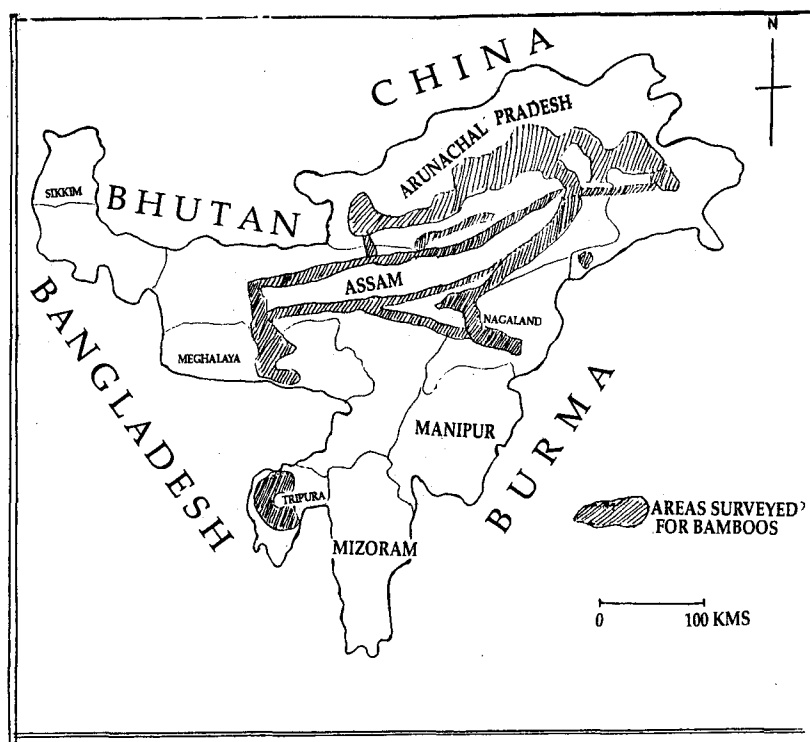 N
CHINA
ARUNACHAL PRADESH
SIKKIM
BHUTAN
ASSAM
BANGLADESH
NAGALAND
MEGHALAYA
MANIPUR
BURMA
TRIPURA
MIZORAM
AREAS SURVEYED
FOR BAMBOOS
0 100 KMS